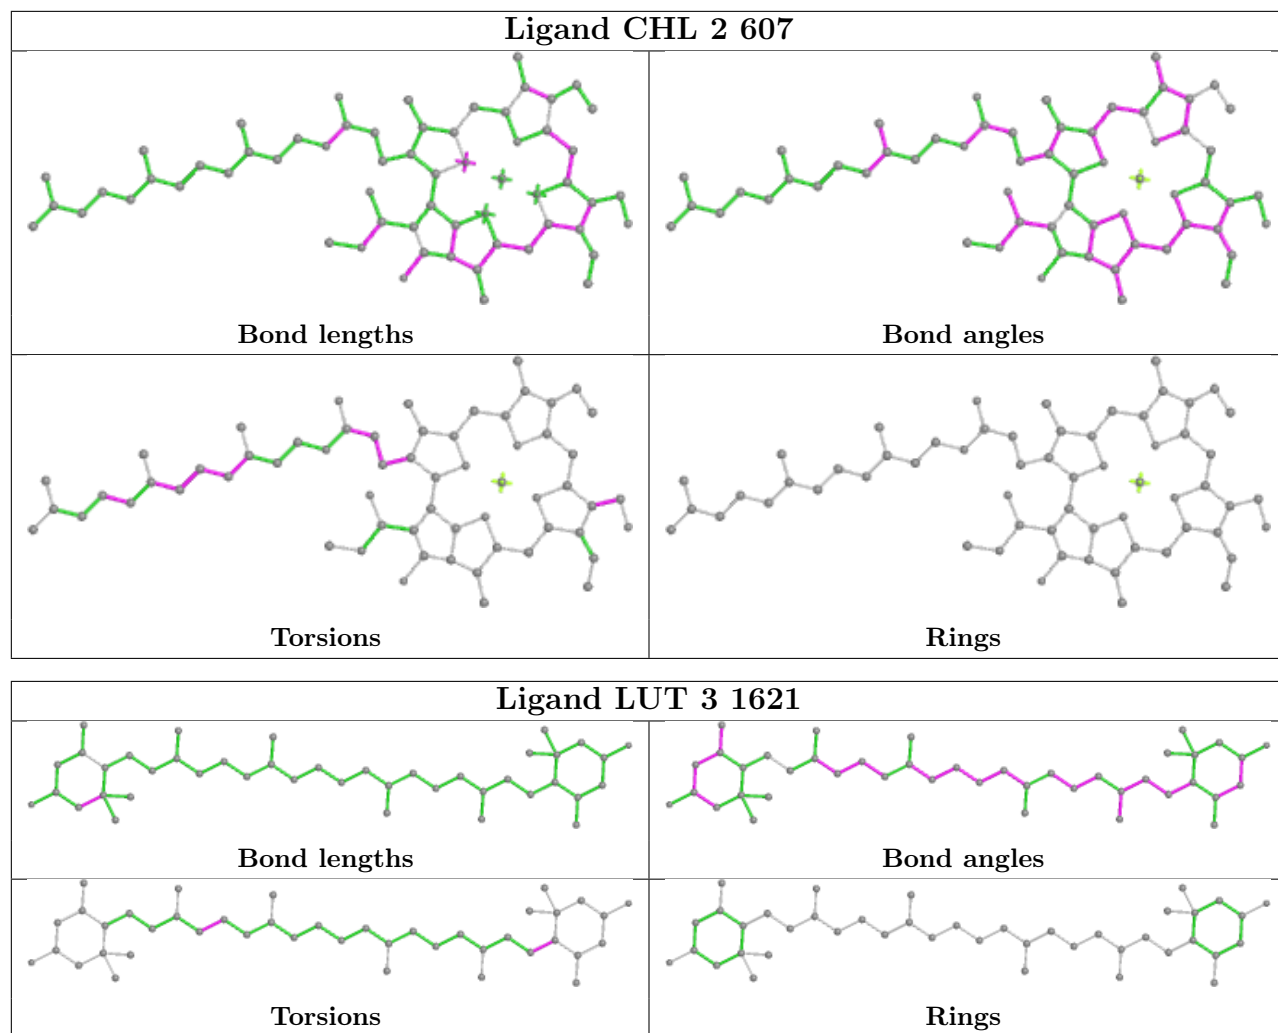 Ligand CHL 2 607
Bond lengths
Bond angles
Torsions
Rings
Ligand LUT 3 1621
Bond lengths
Bond angles
Torsions
Rings